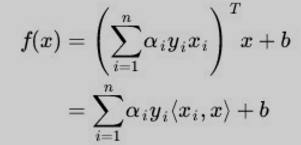 f(x) = (∑_{i=1}^{n} α_i y_i x_i)^T x + b
= ∑_{i=1}^{n} α_i y_i ⟨x_i, x⟩ + b